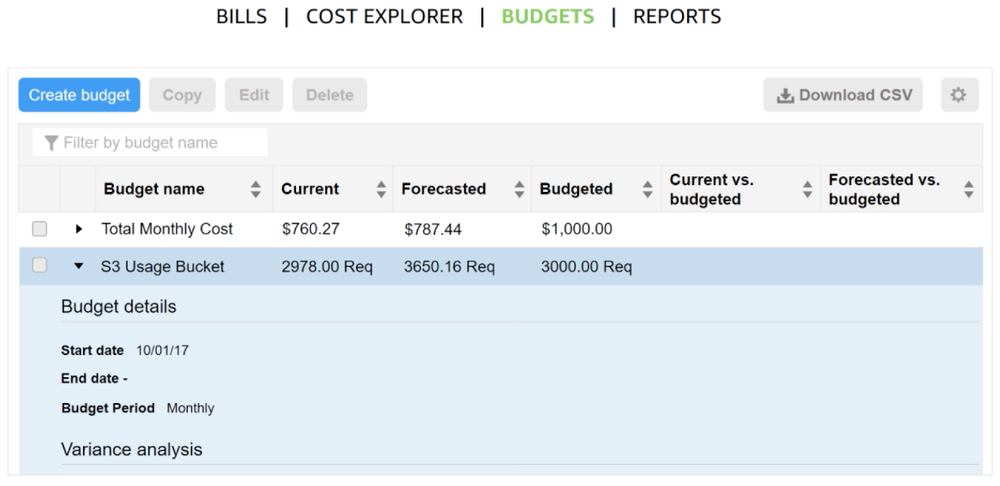 BILLS | COST EXPLORER | BUDGETS | REPORTS
Create budget Copy Edit Delete Download CSV
Filter by budget name
Budget name Current Forecasted Budgeted Current vs. budgeted Forecasted vs. budgeted
Total Monthly Cost $760.27 $787.44 $1,000.00
S3 Usage Bucket 2978.00 Req 3650.16 Req 3000.00 Req
Budget details
Start date 10/01/17
End date -
Budget Period Monthly
Variance analysis